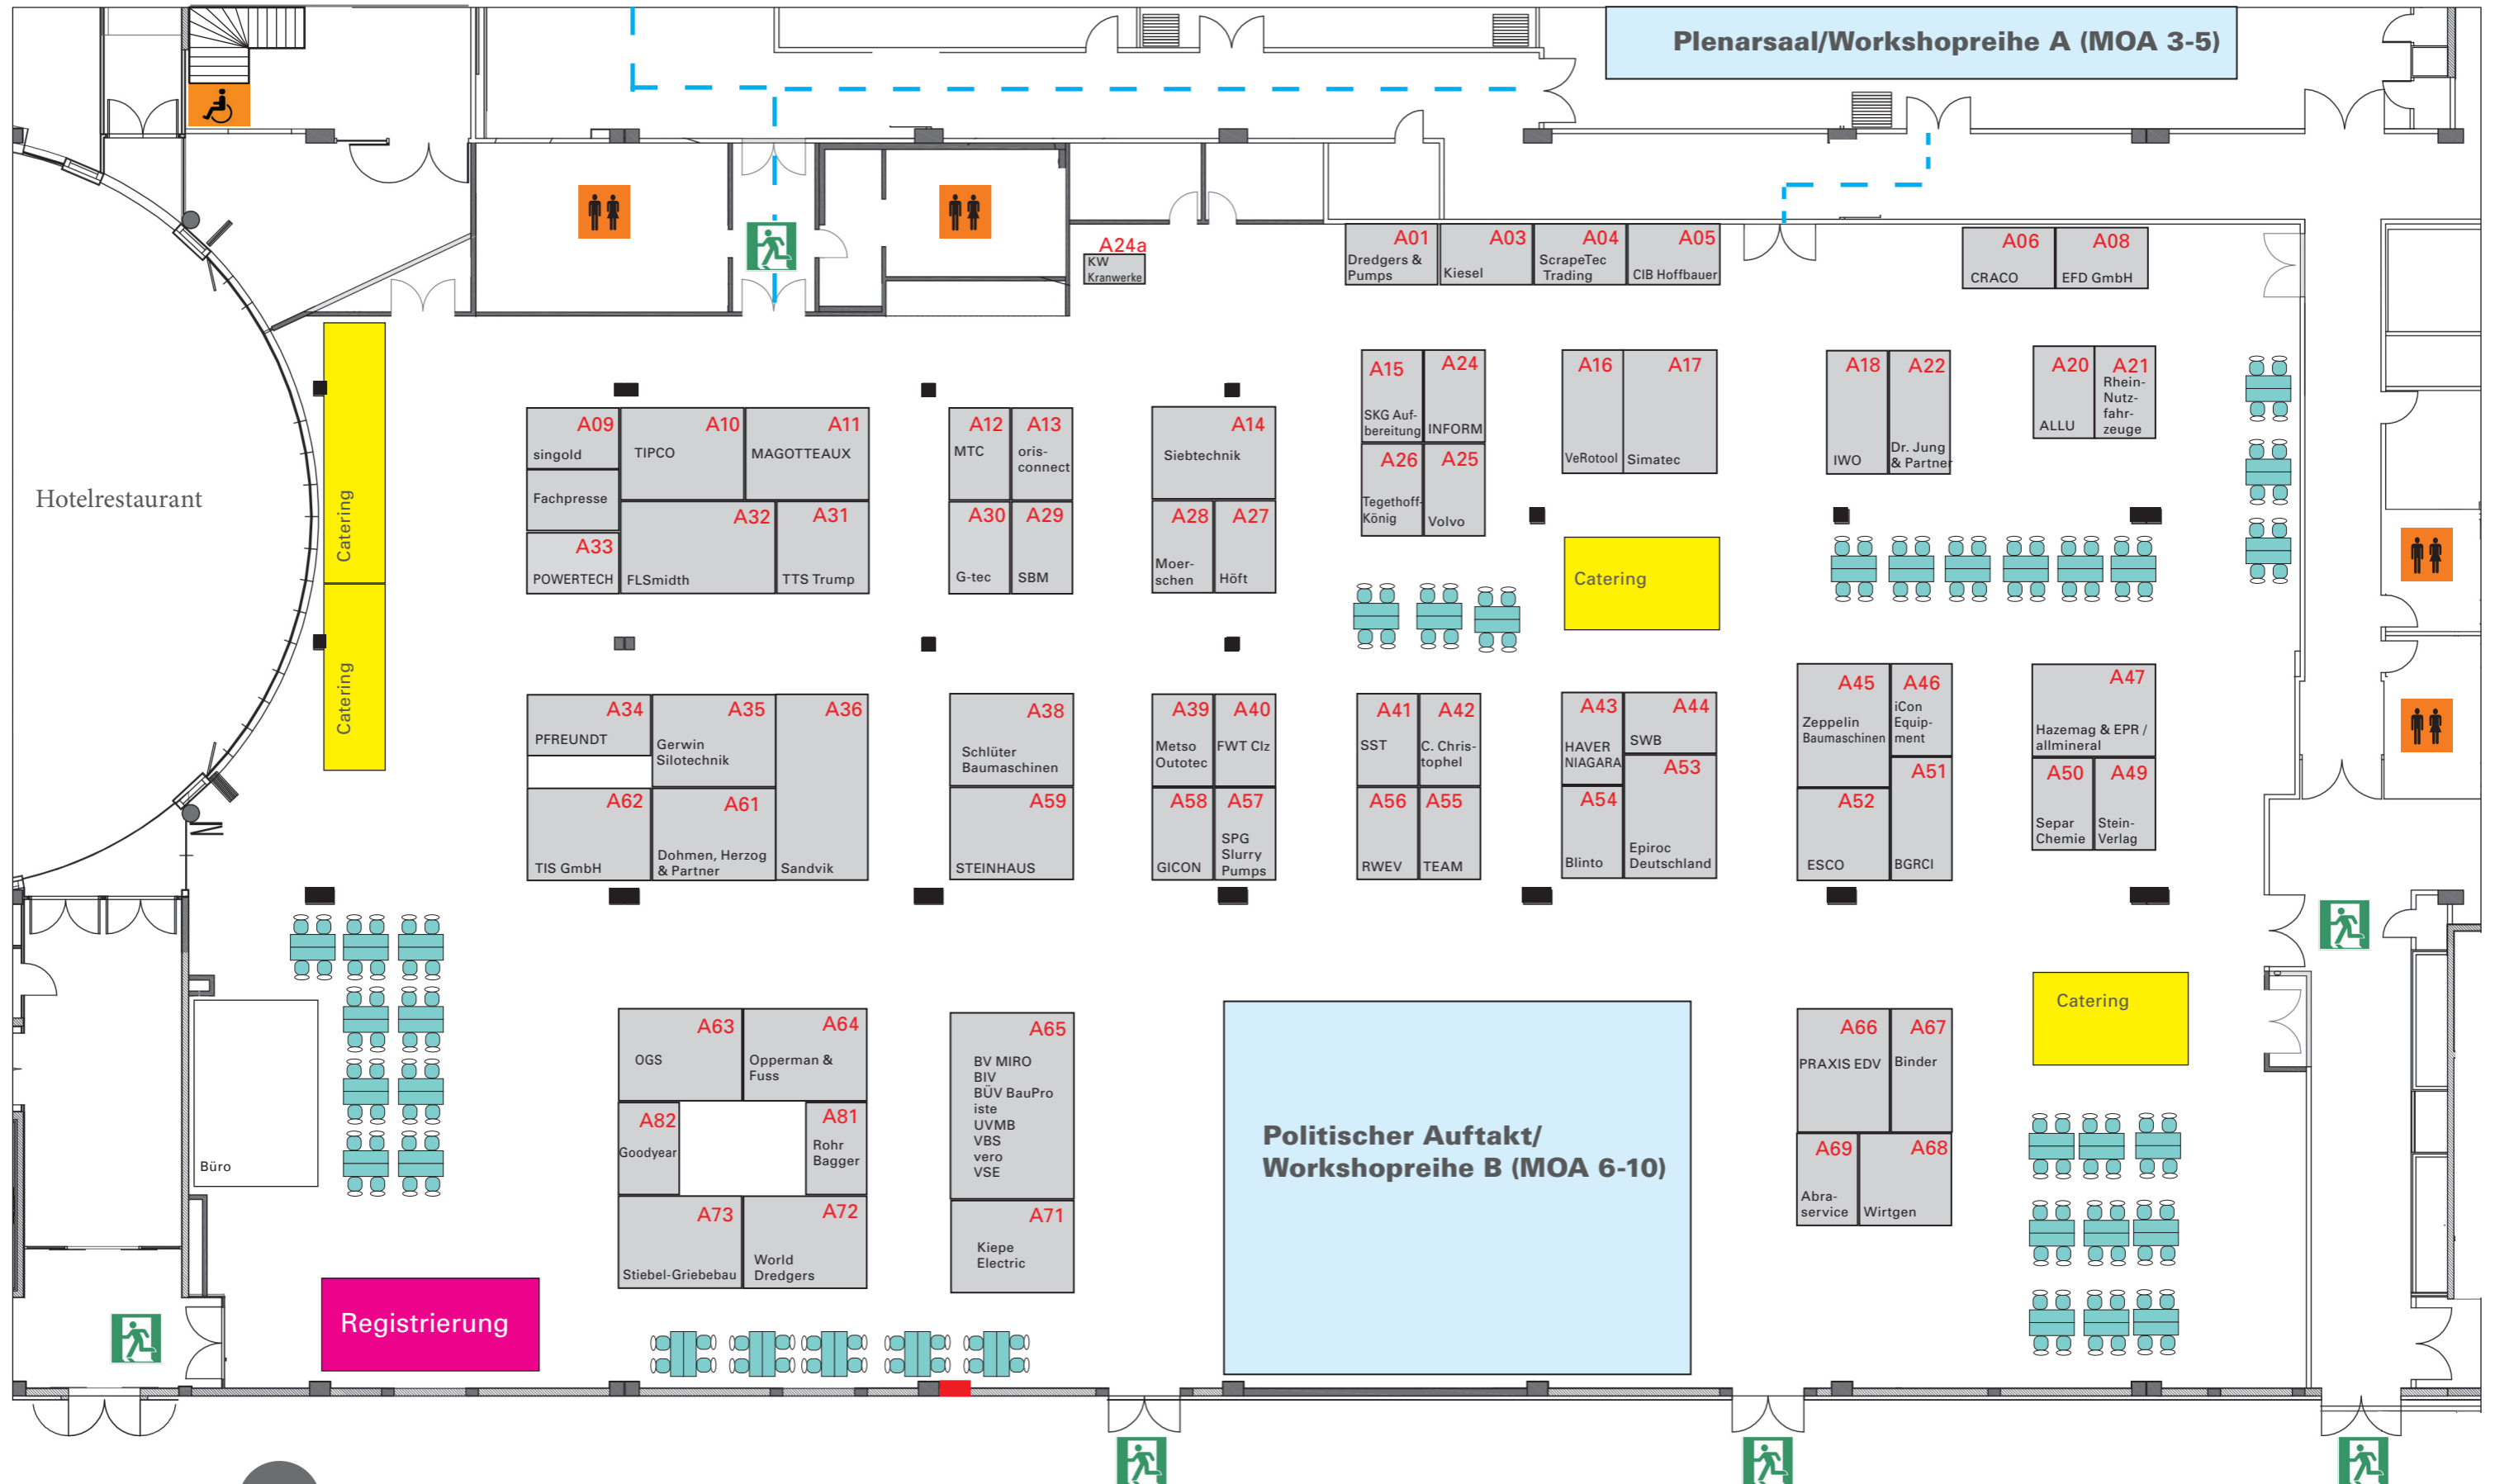 Plenarsaal/Workshopreihe A (MOA 3-5)
A24a
KW
Kranwerke
A01
Dredgers &
Pumps
A03
Kiesel
A04
ScrapeTec
Trading
A05
CIB Hoffbauer
A06
CRACO
A08
EFD GmbH
Hotelrestaurant
Catering
Catering
A09
singold
Fachpresse
A33
POWERTECH
A10
TIPCO
A11
MAGOTTEAUX
A32
FLSmidth
A31
TTS Trump
A12
MTC
A13
oris-
connect
A30
G-tec
A29
SBM
A14
Siebtechnik
A28
Moer-
schen
A27
Höft
A15
SKG Auf-
bereitung
A24
INFORM
A26
Tegethoff-
König
A25
Volvo
A16
VeRotool
A17
Simatec
A18
IWO
A22
Dr. Jung
& Partner
A20
ALLU
A21
Rhein-
Nutz-
fahr-
zeuge
Catering
A34
PFREUNDT
A35
Gerwin
Silotechnik
A36
Sandvik
A62
TIS GmbH
A61
Dohmen, Herzog
& Partner
A38
Schlüter
Baumaschinen
A59
STEINHAUS
A39
Metso
Outotec
A40
FWT Clz
A58
GICON
A57
SPG
Slurry
Pumps
A41
SST
A42
C. Chris-
tophel
A56
RWEV
A55
TEAM
A43
HAVER
NIAGARA
A44
SWB
A54
Blinto
A53
Epiroc
Deutschland
A45
Zeppelin
Baumaschinen
A46
iCon
Equip-
ment
A52
ESCO
A51
BGRCI
A47
Hazemag & EPR /
allmineral
A50
Separ
Chemie
A49
Stein-
Verlag
Büro
A63
OGS
A64
Opperman &
Fuss
A82
Goodyear
A81
Rohr
Bagger
A73
Stiebel-Griebebau
A72
World
Dredgers
A65
BV MIRO
BIV
BÜV BauPro
iste
UVMB
VBS
vero
VSE
A71
Kiepe
Electric
Politischer Auftakt/
Workshopreihe B (MOA 6-10)
A66
PRAXIS EDV
A67
Binder
A69
Abra-
service
A68
Wirtgen
Catering
Registrierung